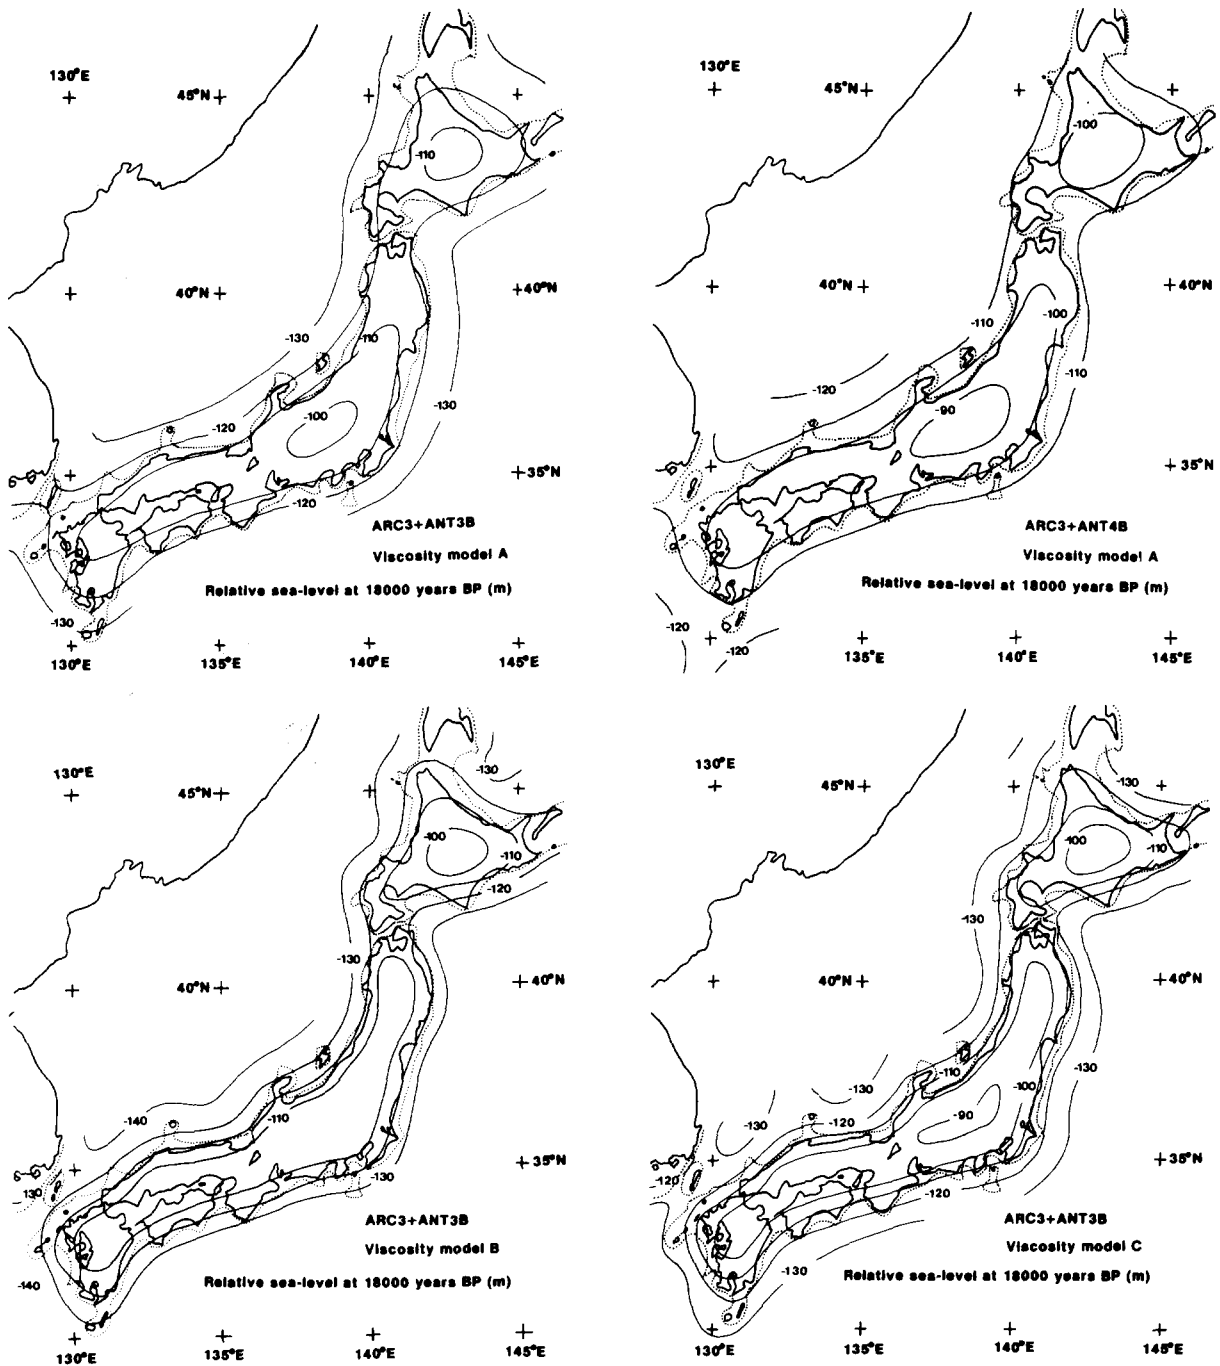 130°E
45°N
-110
40°N
40°N
-130
-110
-130
-100
-120
35°N
-120
ARC3+ANT3B
Viscosity model A
Relative sea-level at 18000 years BP (m)
-130
130°E
135°E
140°E
145°E
130°E
45°N
-100
40°N
40°N
-110
-100
-110
-120
-90
35°N
ARC3+ANT4B
Viscosity model A
Relative sea-level at 18000 years BP (m)
-120
-120
135°E
140°E
145°E
130°E
-130
45°N
-100
-110
-120
-130
40°N
40°N
-110
-140
35°N
-130
130
ARC3+ANT3B
Viscosity model B
-140
Relative sea-level at 18000 years BP (m)
130°E
135°E
140°E
145°E
130°E
-130
45°N
-100
-110
-130
40°N
40°N
-110
-130
-100
-130
-90
-120
-130
35°N
-120
-120
ARC3+ANT3B
Viscosity model C
-130
Relative sea-level at 18000 years BP (m)
130°E
135°E
140°E
145°E